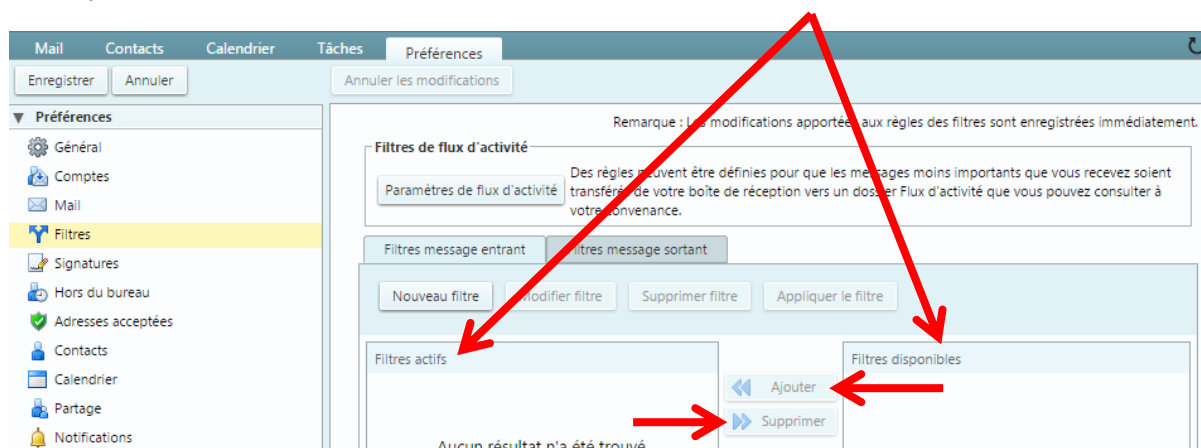 Mail Contacts Calendrier Tâches Préférences
Enregistrer Annuler Annuler les modifications
Préférences
Général
Comptes
Mail
Filtres
Signatures
Hors du bureau
Adresses acceptées
Contacts
Calendrier
Partage
Notifications
Remarque : Les modifications apportées aux règles des filtres sont enregistrées immédiatement.
Filtres de flux d'activité
Paramètres de flux d'activité
Des règles peuvent être définies pour que les messages moins importants que vous recevez soient
transférés de votre boîte de réception vers un dossier Flux d'activité que vous pouvez consulter à
votre convenance.
Filtres message entrant Filtres message sortant
Nouveau filtre Modifier filtre Supprimer filtre Appliquer le filtre
Filtres actifs
Aucun résultat n'a été trouvé.
Ajouter
Supprimer
Filtres disponibles